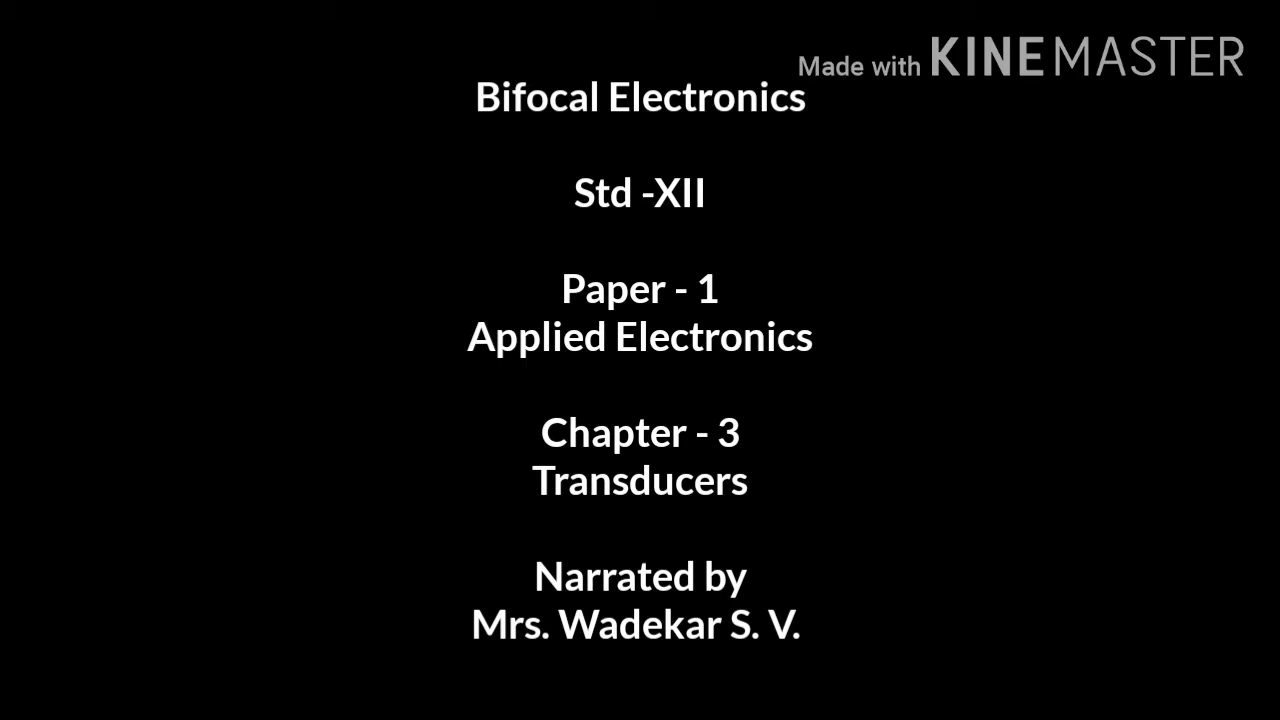 Made with KINEMASTER
Bifocal Electronics
Std -XII
Paper - 1
Applied Electronics
Chapter - 3
Transducers
Narrated by
Mrs. Wadekar S. V.